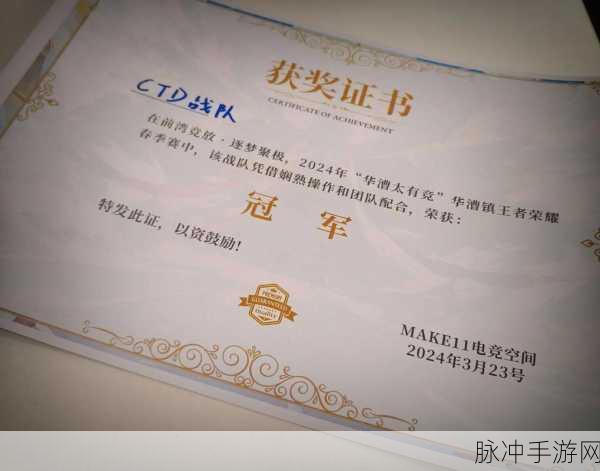 获奖证书
CERTIFICATE OF ACHIEVEMENT
CTD战队
在前湾竞放·逐梦聚极，2024年“华漕太有竞”华漕镇王者荣耀
春季赛中，该战队凭借娴熟操作和团队配合，荣获：
冠军
特发此证，以资鼓励！
PREMIUM
GUARANTEED
MAKE11电竞空间
2024年3月23号
脉冲手游网